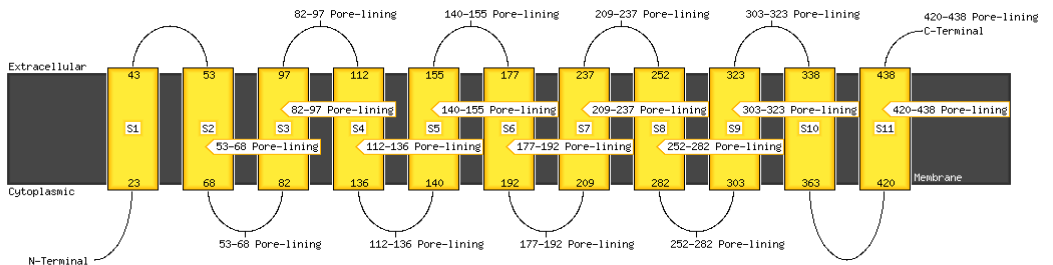 82-97 Pore-lining
140-155 Pore-lining
209-237 Pore-lining
303-323 Pore-lining
420-438 Pore-lining
C-Terminal
Extracellular
43
53
97
112
155
177
237
252
323
338
438
82-97 Pore-lining
140-155 Pore-lining
209-237 Pore-lining
303-323 Pore-lining
420-438 Pore-lining
S1
S2
S3
S4
S5
S6
S7
S8
S9
S10
S11
53-68 Pore-lining
112-136 Pore-lining
177-192 Pore-lining
252-282 Pore-lining
Membrane
Cytoplasmic
23
68
82
136
140
192
209
282
303
363
420
53-68 Pore-lining
112-136 Pore-lining
177-192 Pore-lining
252-282 Pore-lining
N-Terminal